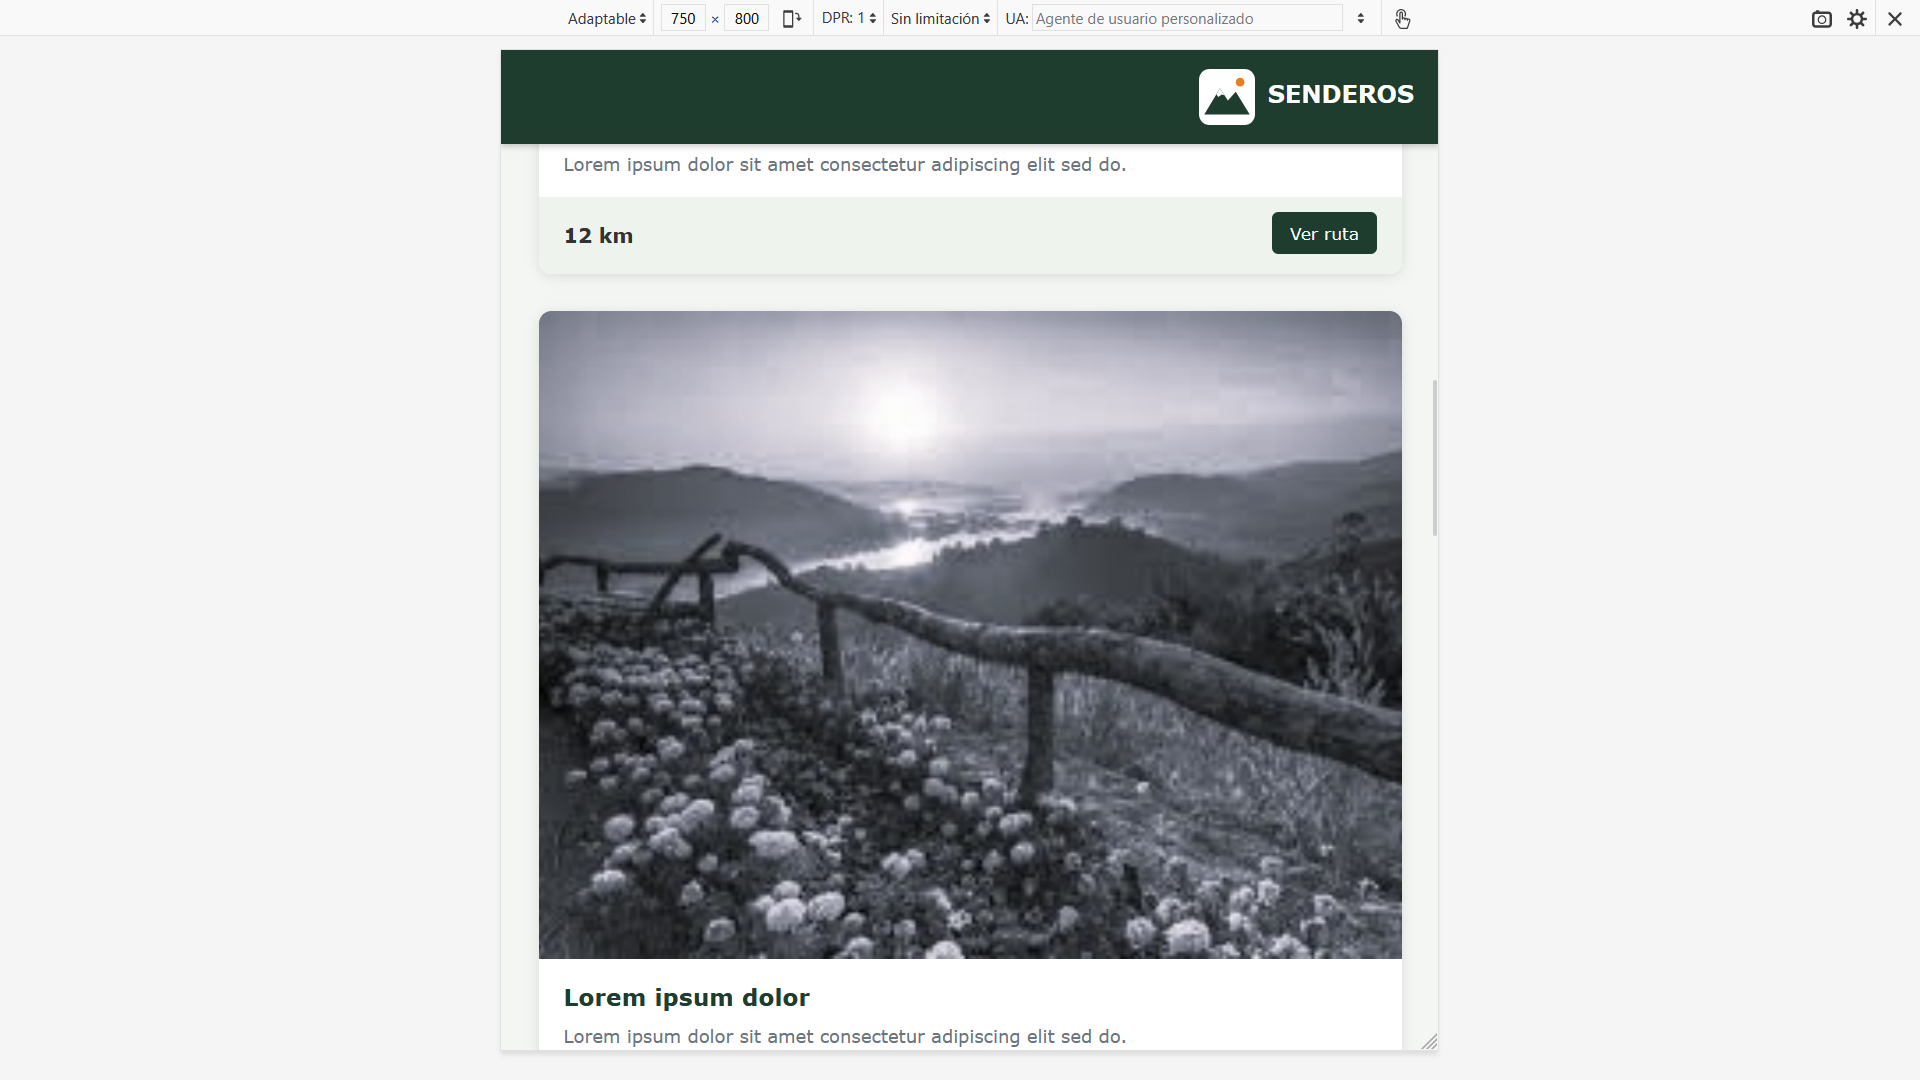 Adaptable 750 × 800 DPR: 1 Sin limitación UA: Agente de usuario personalizado
SENDEROS
Lorem ipsum dolor sit amet consectetur adipiscing elit sed do.
12 km Ver ruta
Lorem ipsum dolor
Lorem ipsum dolor sit amet consectetur adipiscing elit sed do.